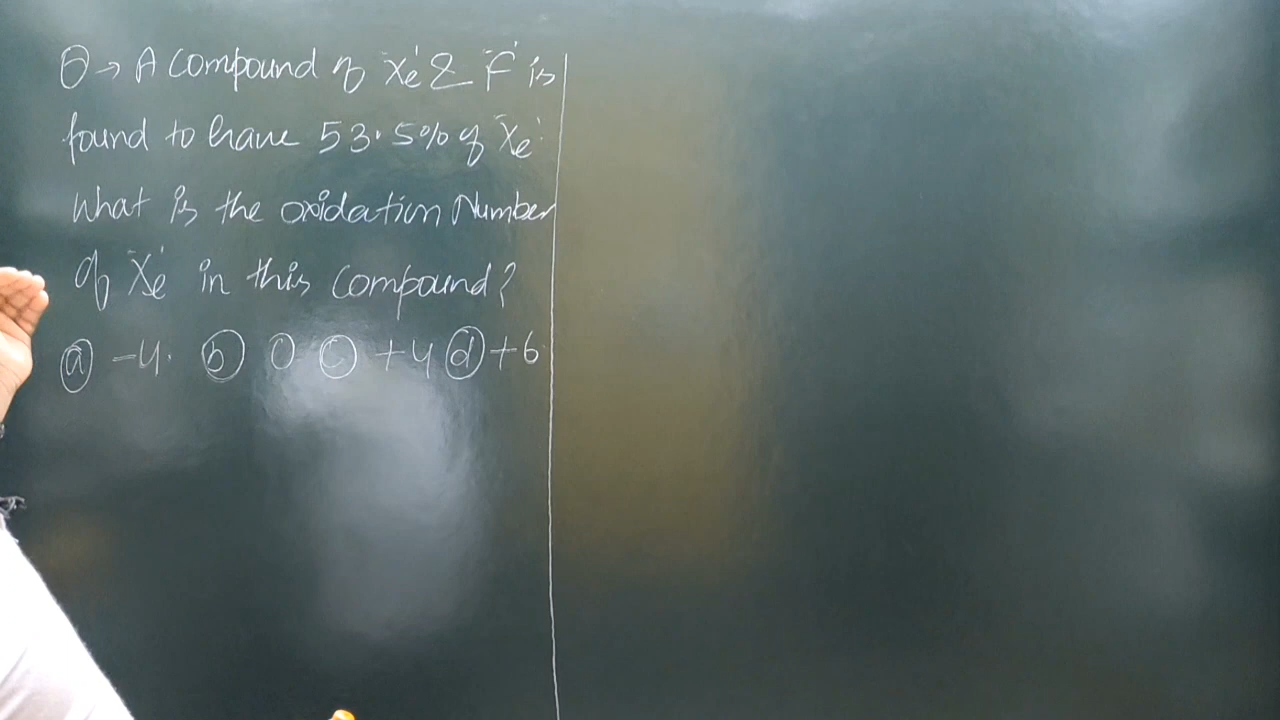 Q → A compound of 'Xe' & 'F' is
found to have 53.5% of 'Xe'.
What is the oxidation Number
of 'Xe' in this compound?
(a) -4. (b) 0 (c) +4 (d) +6